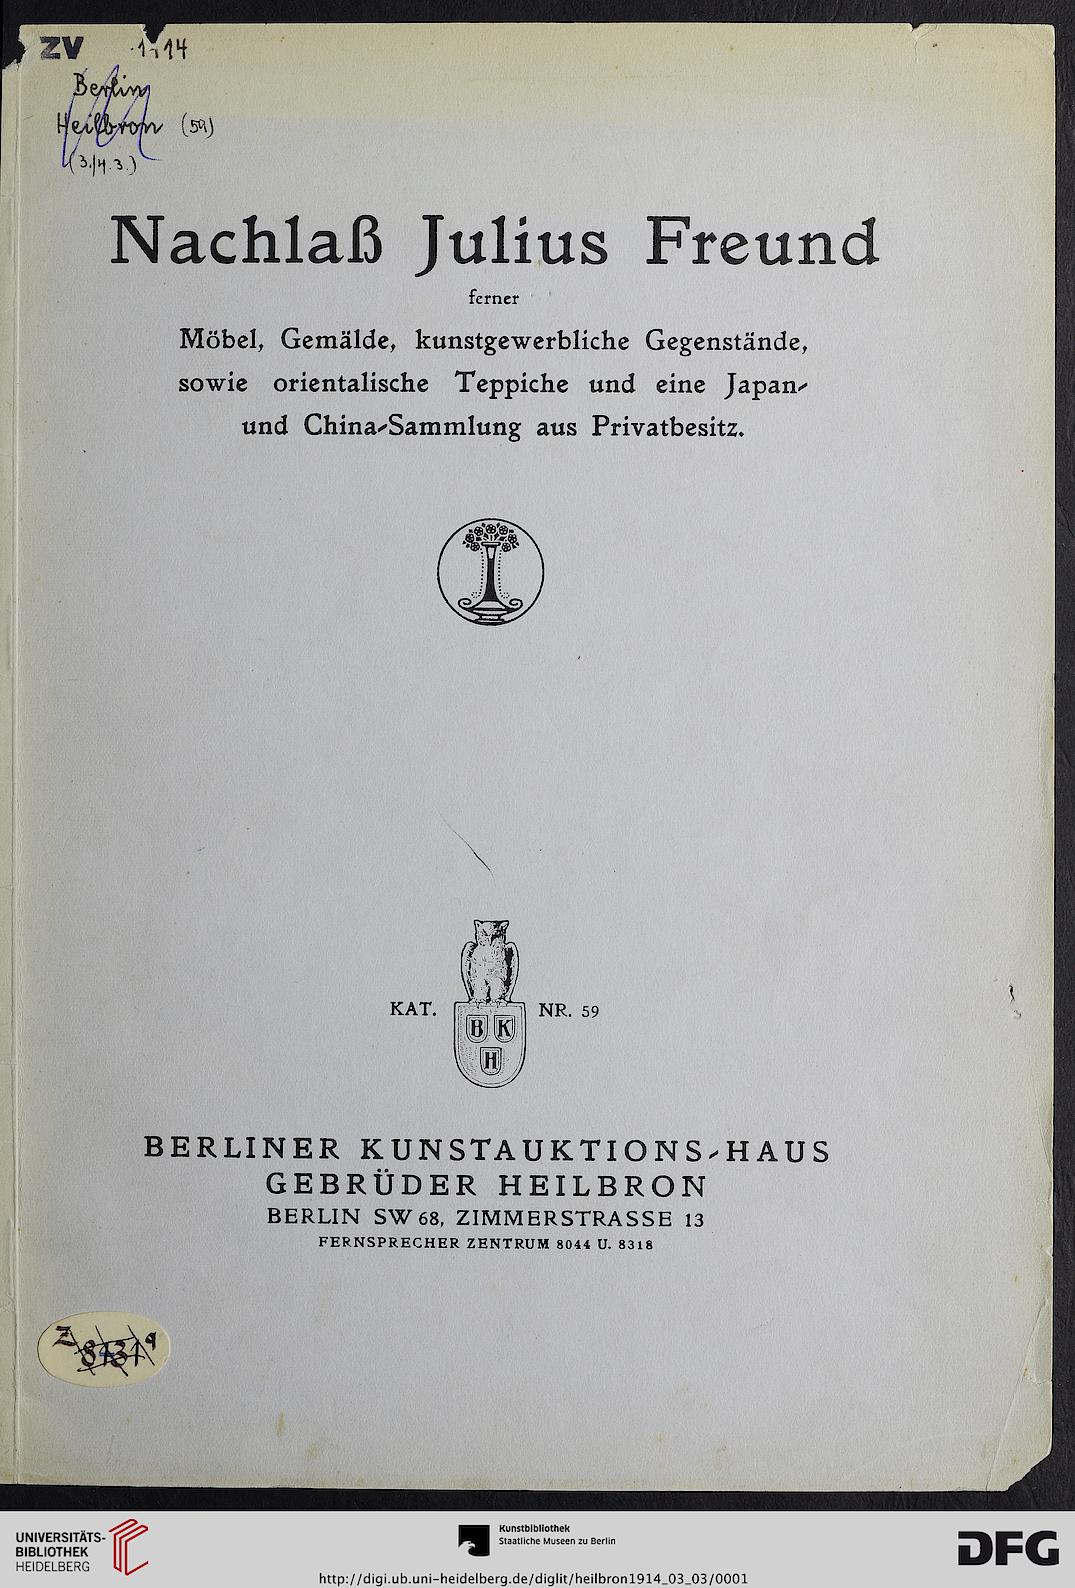 ZV 1914
Berlin
Heilbron (59)
(3./4.3.)
Nachlaß Julius Freund
ferner
Möbel, Gemälde, kunstgewerbliche Gegenstände,
sowie orientalische Teppiche und eine Japan-
und China-Sammlung aus Privatbesitz.
KAT. NR. 59
B K
H
BERLINER KUNSTAUKTIONS-HAUS
GEBRÜDER HEILBRON
BERLIN SW 68, ZIMMERSTRASSE 13
FERNSPRECHER ZENTRUM 8044 U. 8318
Z
UNIVERSITÄTS-
BIBLIOTHEK
HEIDELBERG
Kunstbibliothek
Staatliche Museen zu Berlin
DFG
http://digi.ub.uni-heidelberg.de/diglit/heilbron1914_03_03/0001